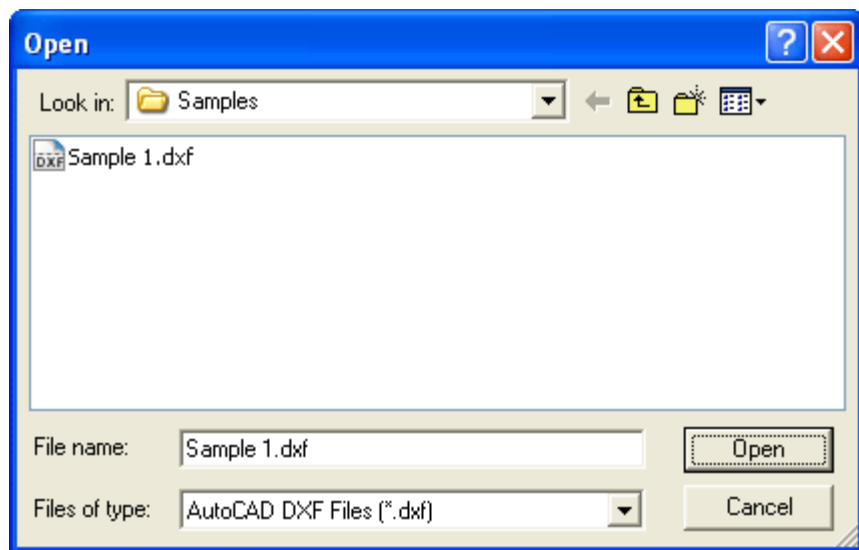 Open
Look in: Samples
DXF Sample 1.dxf
File name: Sample 1.dxf Open
Files of type: AutoCAD DXF Files (*.dxf) Cancel